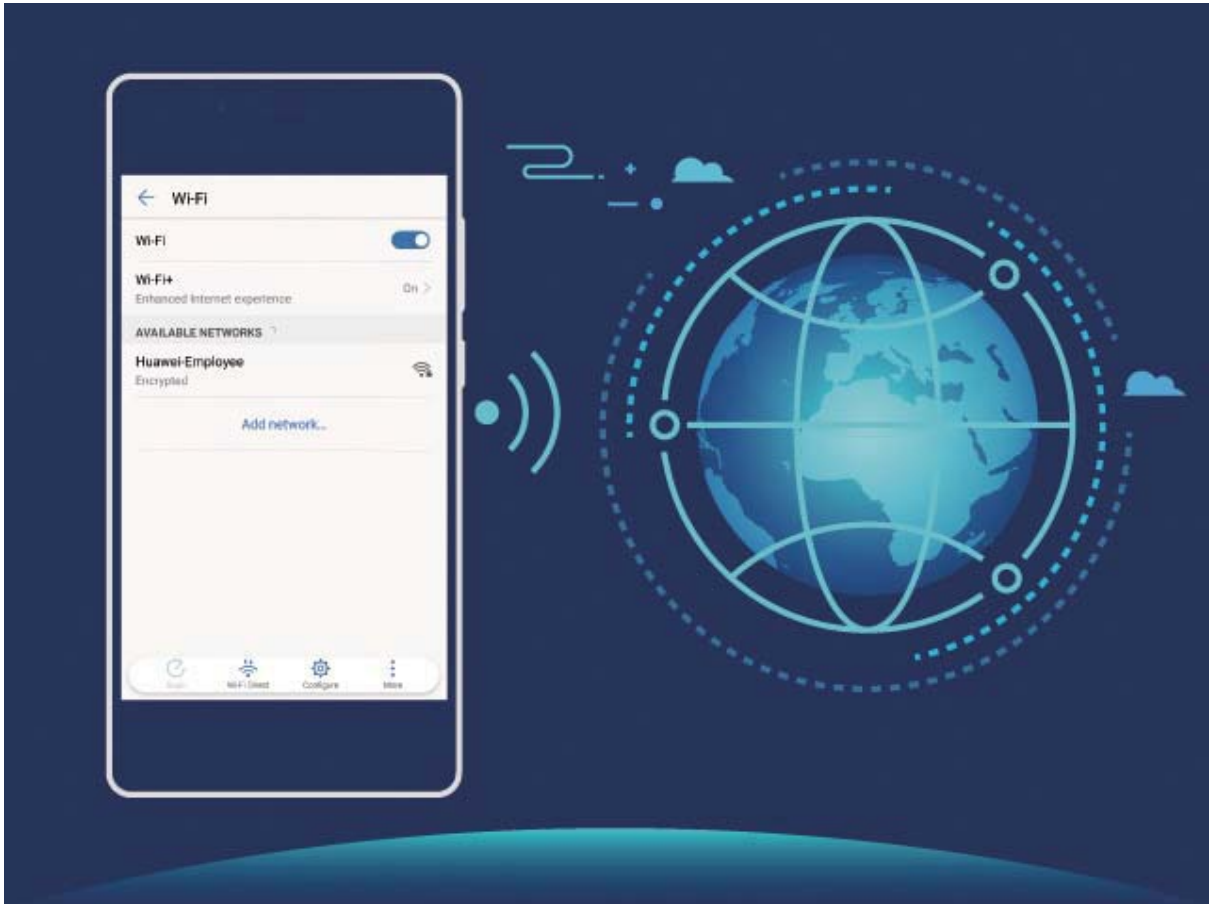 Wi-Fi
Wi-Fi
Wi-Fi+
Enhanced Internet experience
On
AVAILABLE NETWORKS
Huawei-Employee
Encrypted
Add network...
Wi-Fi Direct
Configure
More